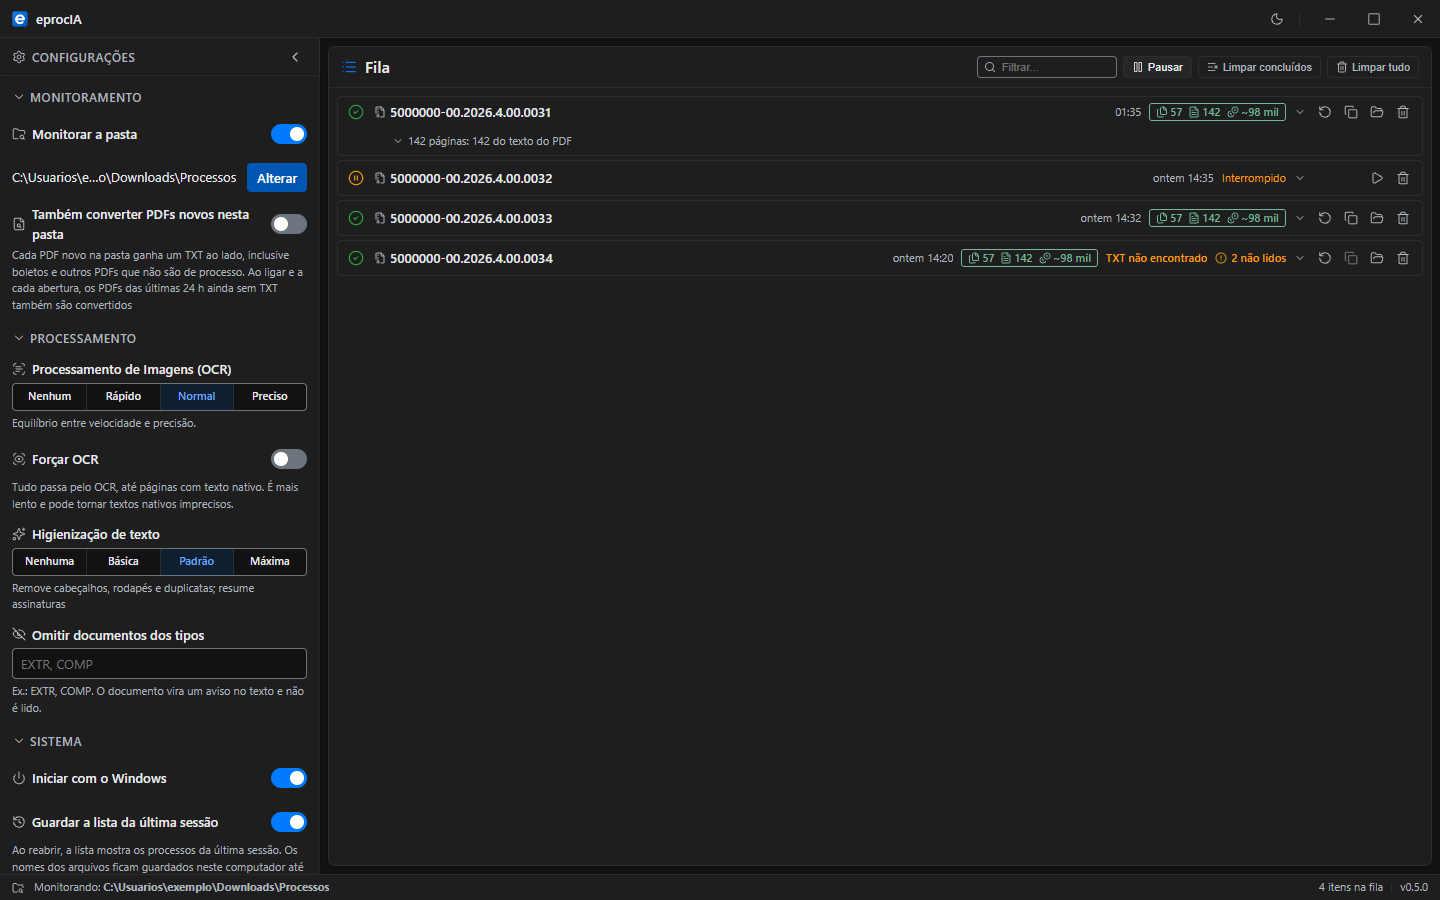 eprocIA
CONFIGURAÇÕES
MONITORAMENTO
Monitorar a pasta
C:\Usuarios\e...o\Downloads\Processos
Alterar
Também converter PDFs novos nesta
pasta
Cada PDF novo na pasta ganha um TXT ao lado, inclusive
boletos e outros PDFs que não são de processo. Ao ligar e a
cada abertura, os PDFs das últimas 24 h ainda sem TXT
também são convertidos
PROCESSAMENTO
Processamento de Imagens (OCR)
Nenhum Rápido Normal Preciso
Equilíbrio entre velocidade e precisão.
Forçar OCR
Tudo passa pelo OCR, até páginas com texto nativo. É mais
lento e pode tornar textos nativos imprecisos.
Higienização de texto
Nenhuma Básica Padrão Máxima
Remove cabeçalhos, rodapés e duplicatas; resume
assinaturas
Omitir documentos dos tipos
EXTR, COMP
Ex.: EXTR, COMP. O documento vira um aviso no texto e não
é lido.
SISTEMA
Iniciar com o Windows
Guardar a lista da última sessão
Ao reabrir, a lista mostra os processos da última sessão. Os
nomes dos arquivos ficam guardados neste computador até
Fila
Filtrar...
Pausar
Limpar concluídos
Limpar tudo
5000000-00.2026.4.00.0031 01:35 57 142 ~98 mil
142 páginas: 142 do texto do PDF
5000000-00.2026.4.00.0032 ontem 14:35 Interrompido
5000000-00.2026.4.00.0033 ontem 14:32 57 142 ~98 mil
5000000-00.2026.4.00.0034 ontem 14:20 57 142 ~98 mil TXT não encontrado 2 não lidos
Monitorando: C:\Usuarios\exemplo\Downloads\Processos
4 itens na fila
v0.5.0